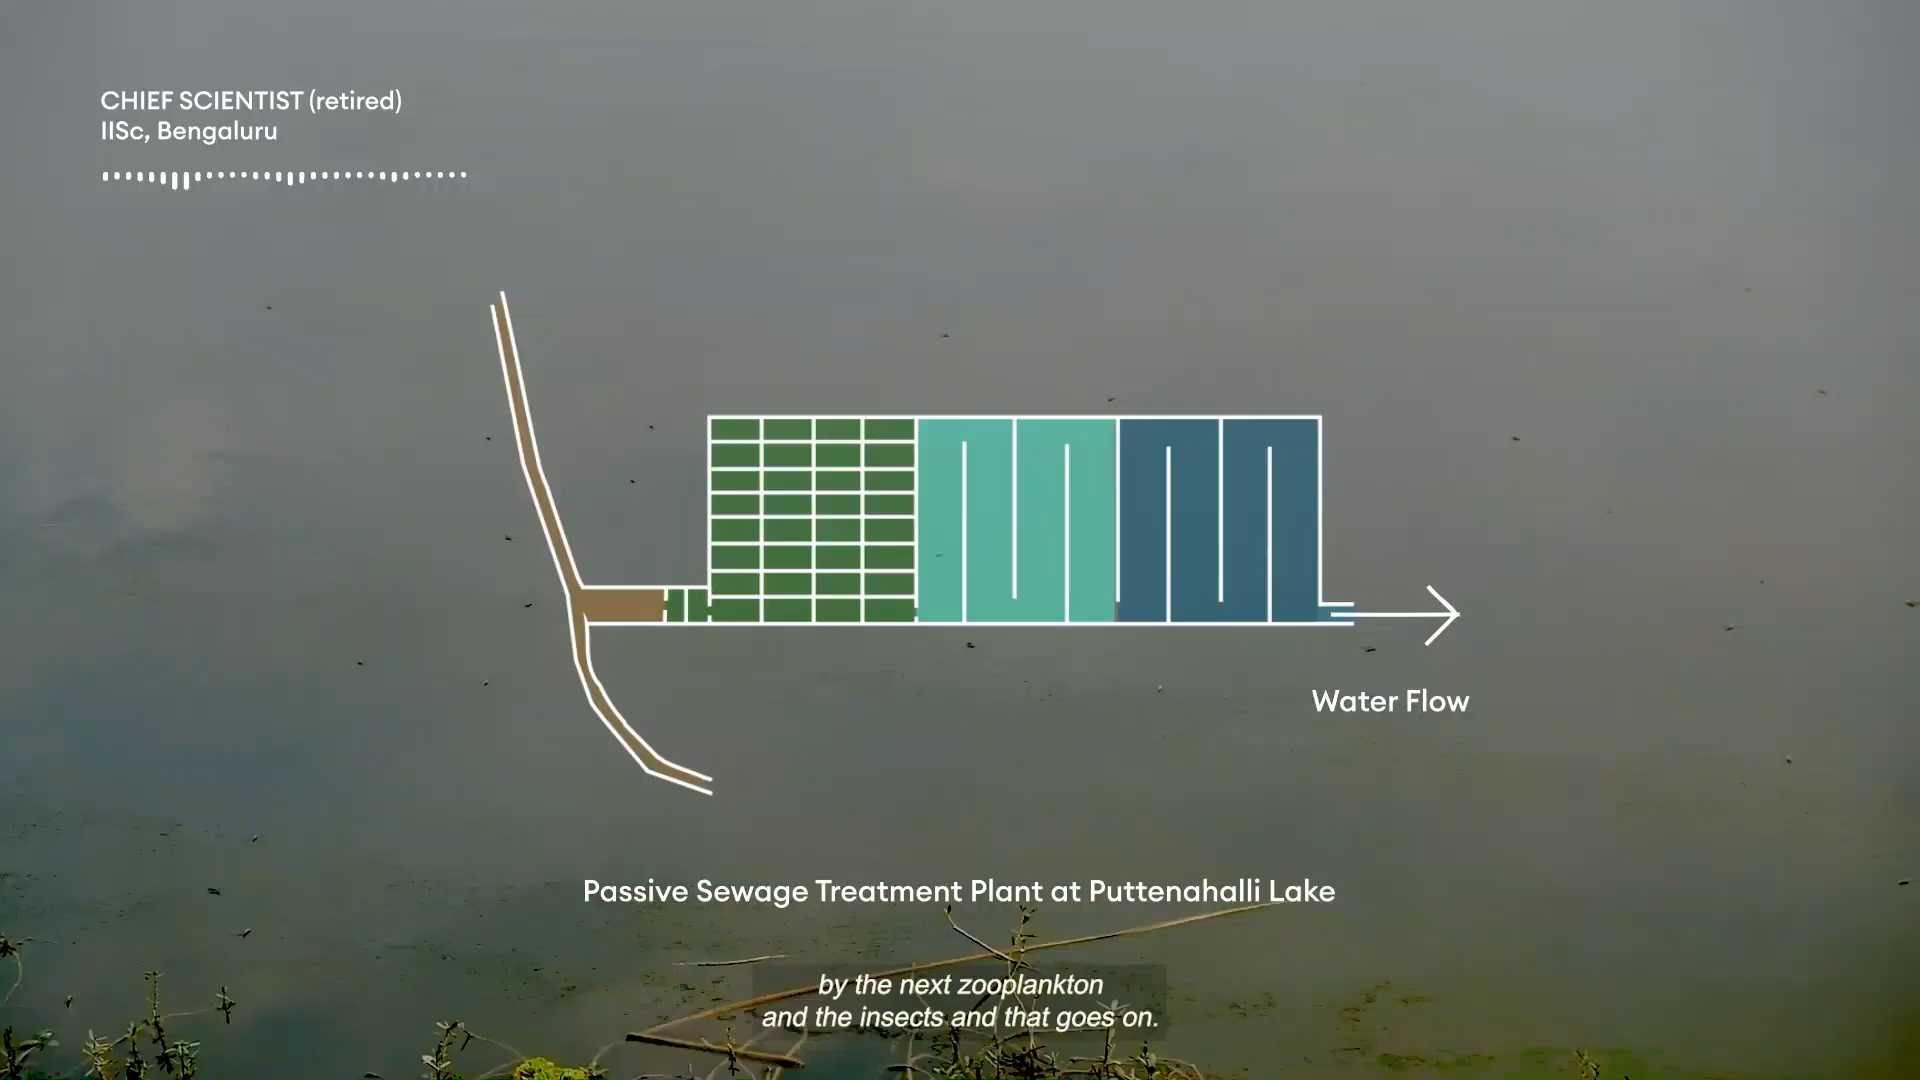 CHIEF SCIENTIST (retired)
IISc, Bengaluru
Water Flow
Passive Sewage Treatment Plant at Puttenahalli Lake
by the next zooplankton
and the insects and that goes on.